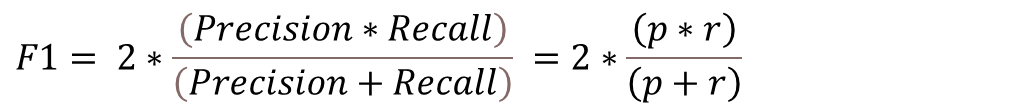 F1 = 2 * (Precision * Recall) / (Precision + Recall) = 2 * (p * r) / (p + r)